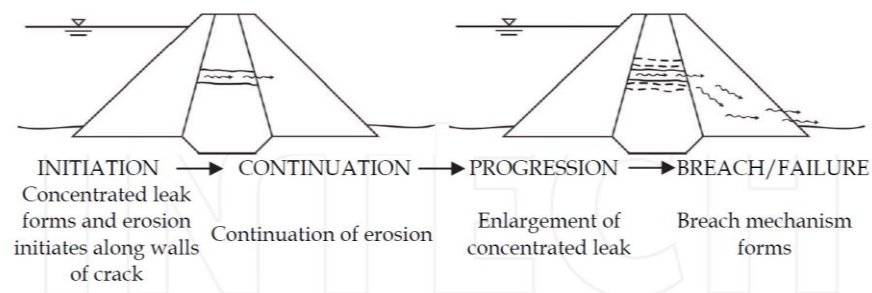 INITIATION CONTINUATION PROGRESSION BREACH/FAILURE
Concentrated leak
forms and erosion
initiates along walls
of crack
Continuation of erosion
Enlargement of
concentrated leak
Breach mechanism
forms
INTECH